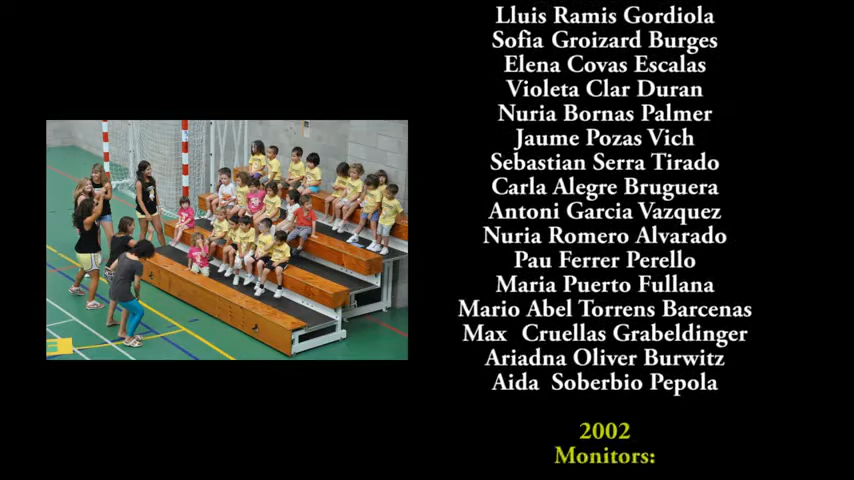 Lluis Ramis Gordiola
Sofia Groizard Burges
Elena Covas Escalas
Violeta Clar Duran
Nuria Bornas Palmer
Jaume Pozas Vich
Sebastian Serra Tirado
Carla Alegre Bruguera
Antoni Garcia Vazquez
Nuria Romero Alvarado
Pau Ferrer Perello
Maria Puerto Fullana
Mario Abel Torrens Barcenas
Max Cruellas Grabeldinger
Ariadna Oliver Burwitz
Aida Soberbio Pepola
2002
Monitors: